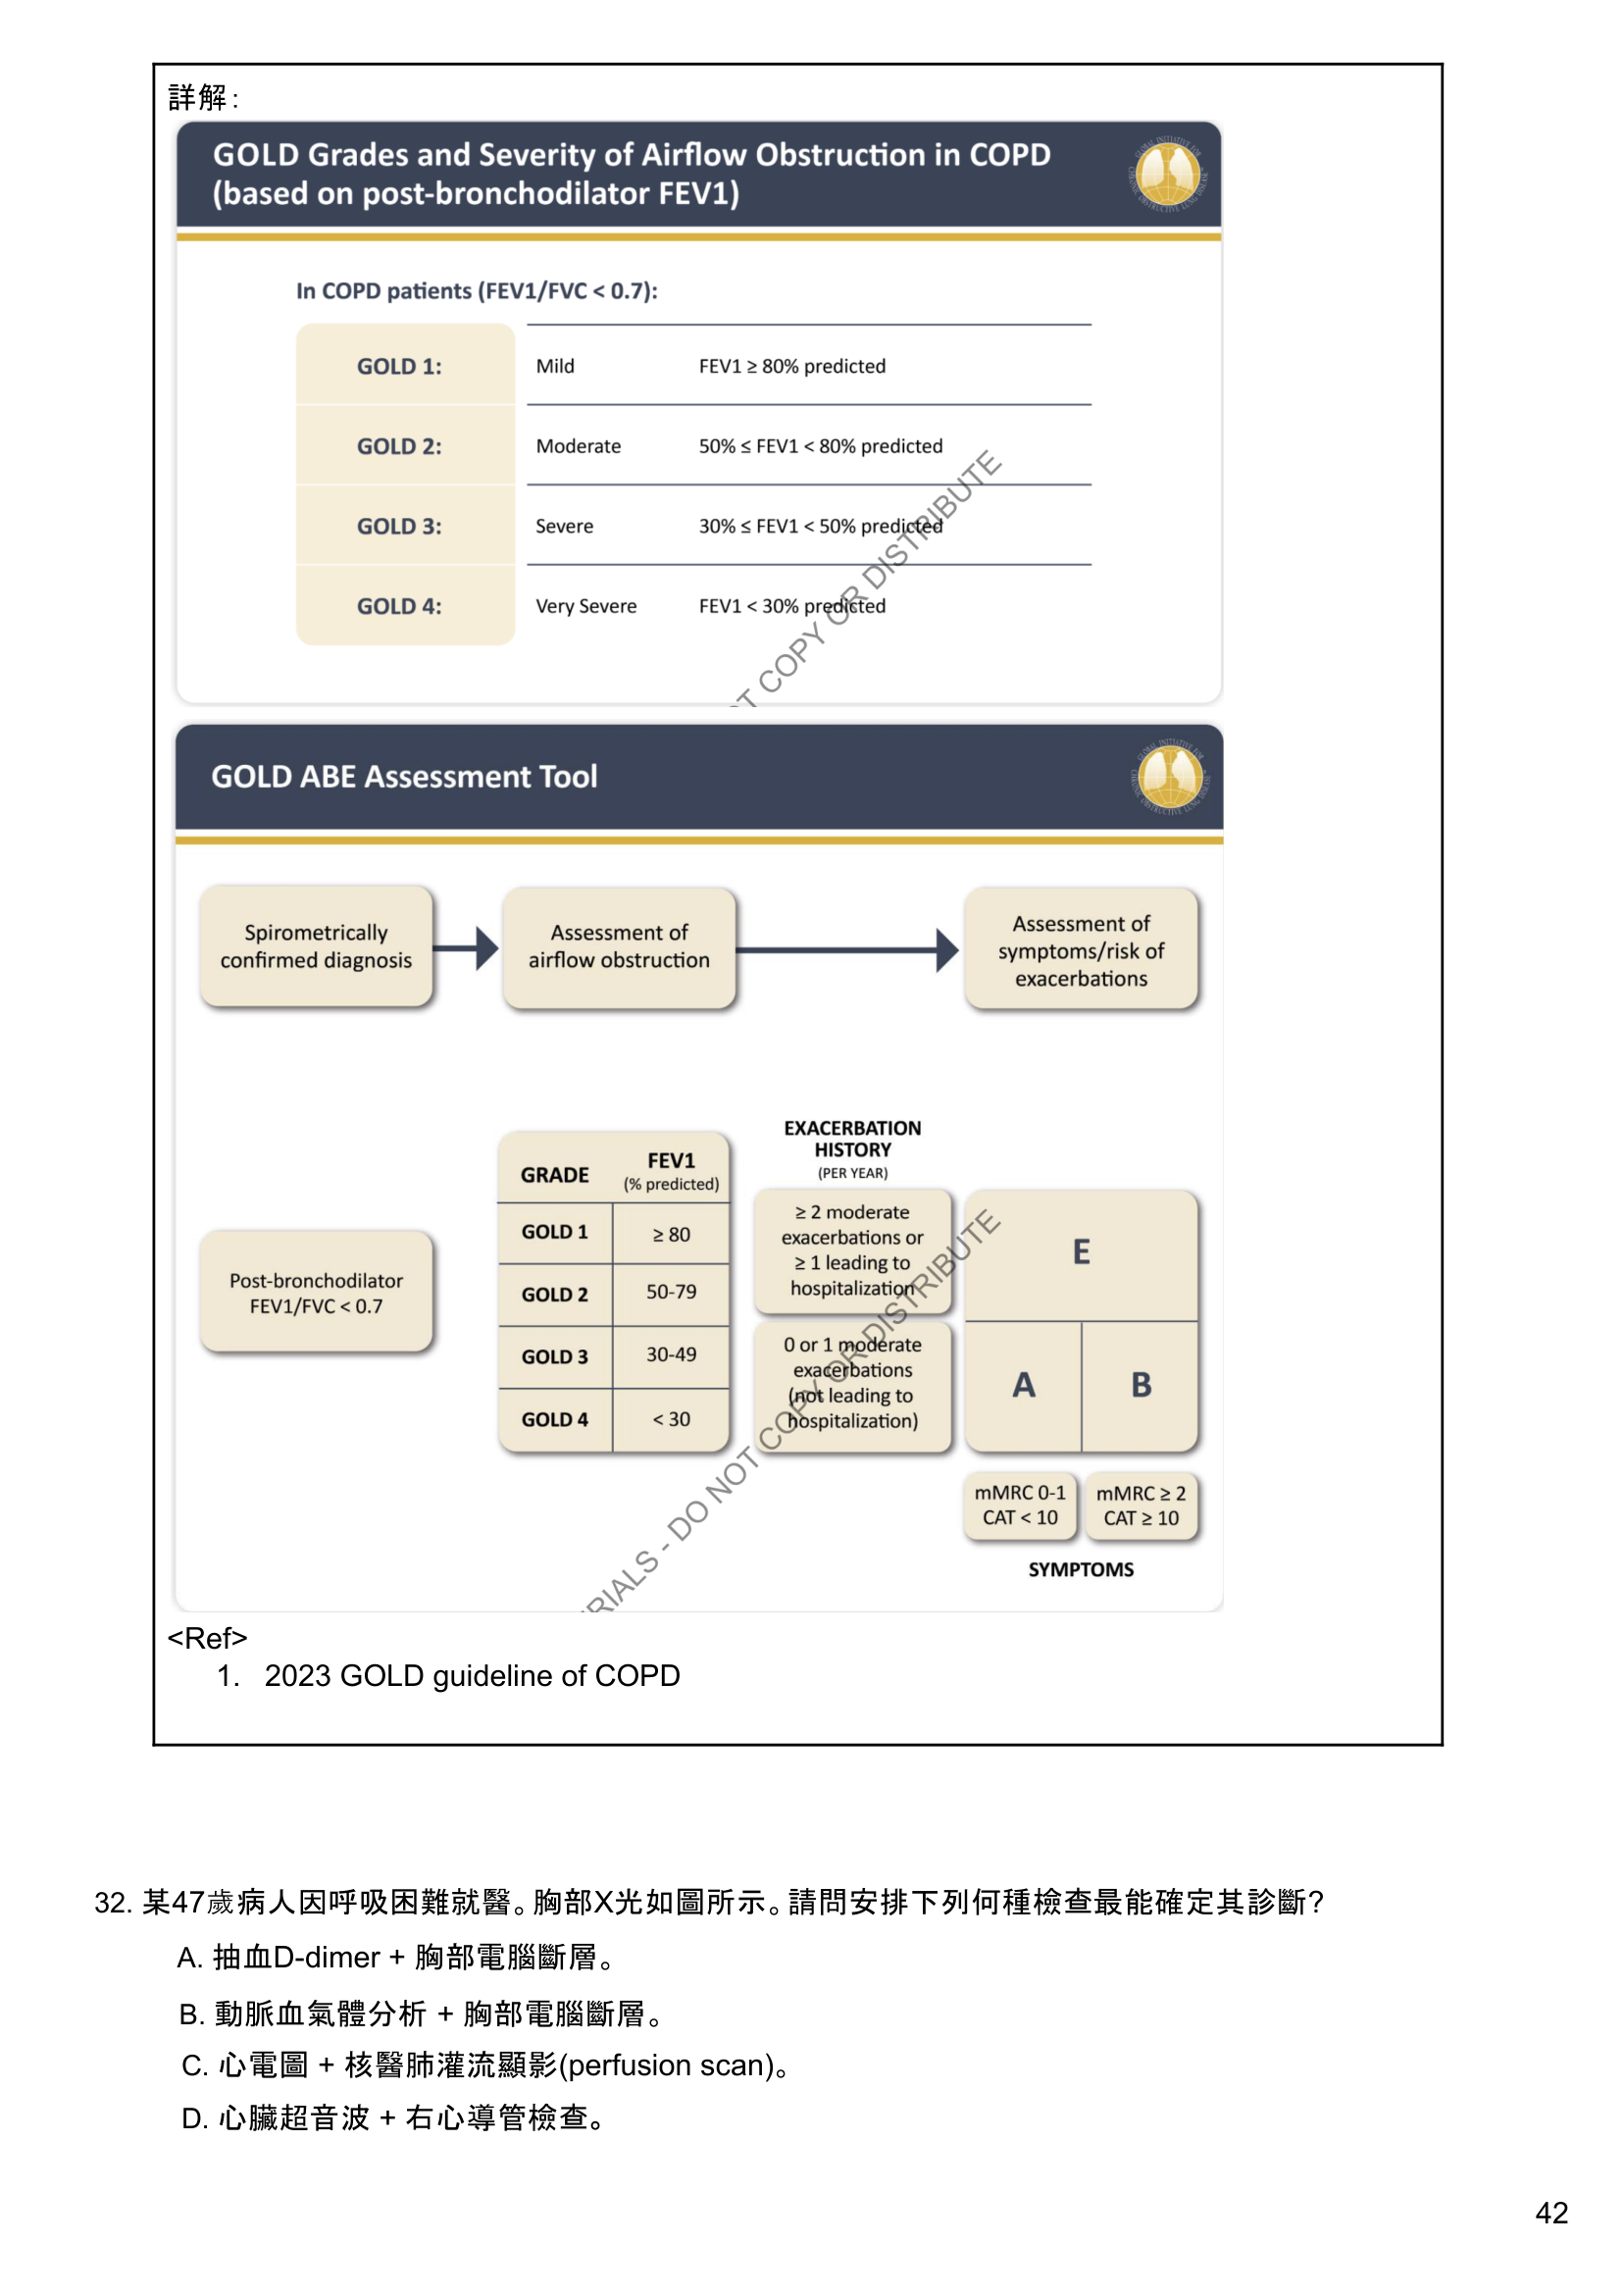 詳解:
GOLD Grades and Severity of Airflow Obstruction in COPD
(based on post-bronchodilator FEV1)
In COPD patients (FEV1/FVC < 0.7):
GOLD 1: Mild FEV1 ≥ 80% predicted
GOLD 2: Moderate 50% ≤ FEV1 < 80% predicted
GOLD 3: Severe 30% ≤ FEV1 < 50% predicted
GOLD 4: Very Severe FEV1 < 30% predicted
OT COPY OR DISTRIBUTE
GOLD ABE Assessment Tool
Spirometrically
confirmed diagnosis
Assessment of
airflow obstruction
Assessment of
symptoms/risk of
exacerbations
Post-bronchodilator
FEV1/FVC < 0.7
GRADE FEV1
(% predicted)
GOLD 1 ≥ 80
GOLD 2 50-79
GOLD 3 30-49
GOLD 4 < 30
EXACERBATION
HISTORY
(PER YEAR)
≥ 2 moderate
exacerbations or
≥ 1 leading to
hospitalization
0 or 1 moderate
exacerbations
(not leading to
hospitalization)
E
A B
mMRC 0-1
CAT < 10
mMRC ≥ 2
CAT ≥ 10
SYMPTOMS
RIALS - DO NOT COPY OR DISTRIBUTE
<Ref>
1. 2023 GOLD guideline of COPD
32. 某47歲病人因呼吸困難就醫。胸部X光如圖所示。請問安排下列何種檢查最能確定其診斷?
A. 抽血D-dimer + 胸部電腦斷層。
B. 動脈血氣體分析 + 胸部電腦斷層。
C. 心電圖 + 核醫肺灌流顯影(perfusion scan)。
D. 心臟超音波 + 右心導管檢查。
42